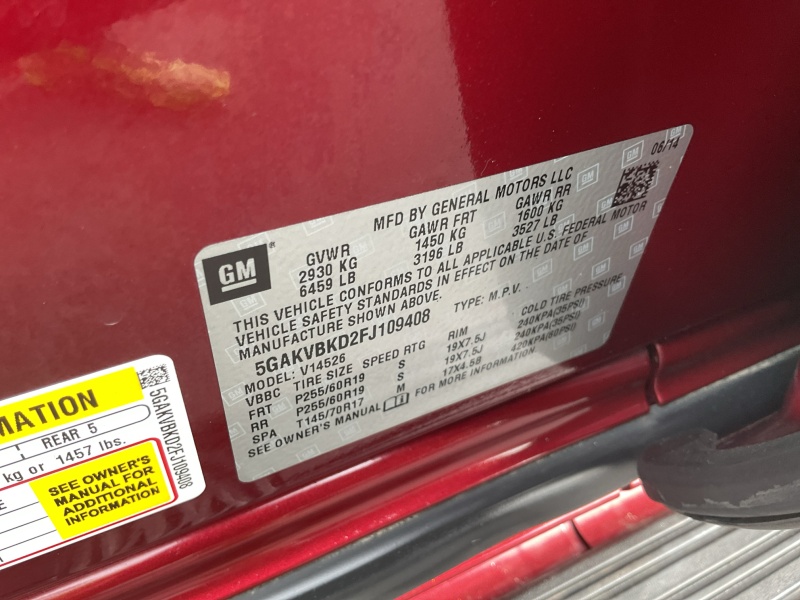 06/14
MFD BY GENERAL MOTORS LLC
GM®
GVWR GAWR FRT GAWR RR
2930 KG 1450 KG 1600 KG
6459 LB 3196 LB 3527 LB
THIS VEHICLE CONFORMS TO ALL APPLICABLE U.S. FEDERAL MOTOR
VEHICLE SAFETY STANDARDS IN EFFECT ON THE DATE OF
MANUFACTURE SHOWN ABOVE.
5GAKVBKD2FJ109408 TYPE: M.P.V.
MODEL: V14526
VBBC TIRE SIZE SPEED RTG RIM COLD TIRE PRESSURE
FRT P255/60R19 S 19X7.5J 240KPA(35PSI)
RR P255/60R19 S 19X7.5J 240KPA(35PSI)
SPA T145/70R17 M 17X4.5B 420KPA(60PSI)
SEE OWNER'S MANUAL FOR MORE INFORMATION
MATION
REAR 5
kg or 1457 lbs.
SEE OWNER'S
MANUAL FOR
ADDITIONAL
INFORMATION
5GAKVBKD2FJ109408